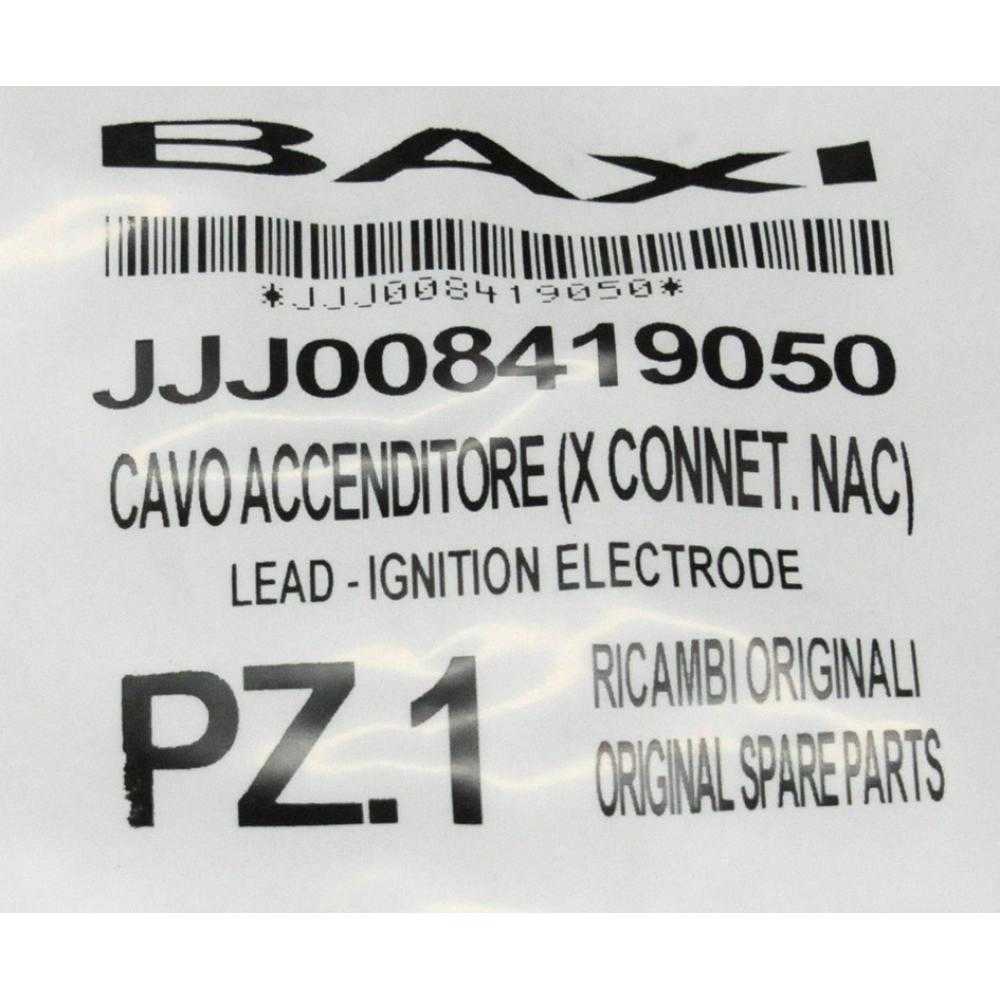 BAXI
*JJJ008419050*
JJJ008419050
CAVO ACCENDITORE (X CONNET. NAC)
LEAD - IGNITION ELECTRODE
PZ.1
RICAMBI ORIGINALI
ORIGINAL SPARE PARTS